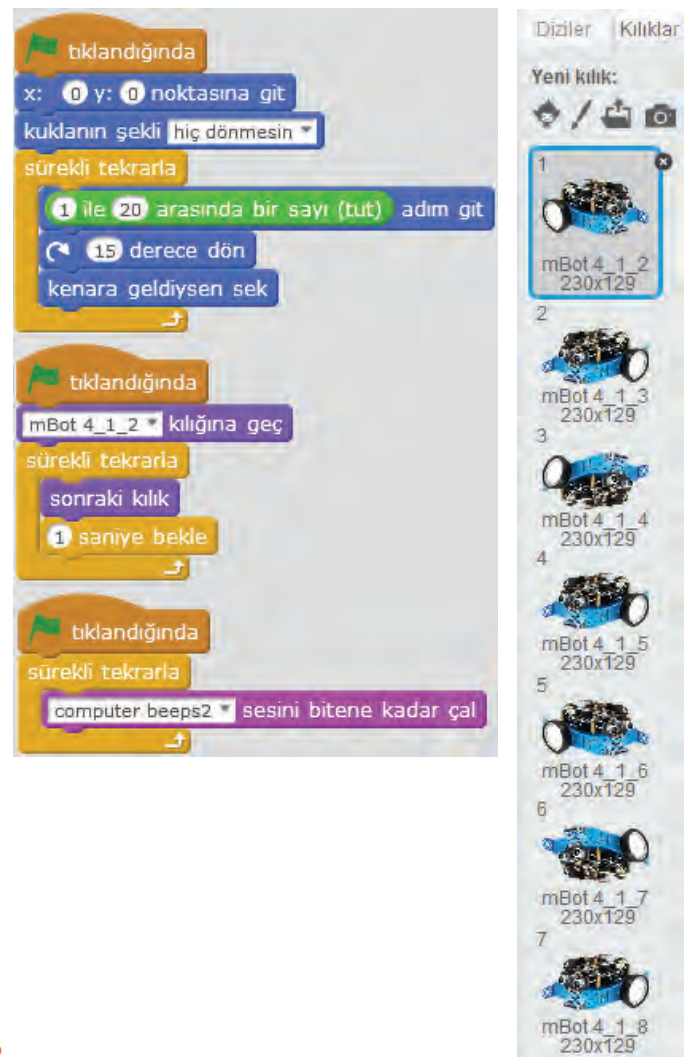 tıklandığında
x: 0 y: 0 noktasına git
kuklanın şekli hiç dönmesin
sürekli tekrarla
1 ile 20 arasında bir sayı (tut) adım git
15 derece dön
kenara geldiysen sek
tıklandığında
mBot 4_1_2 kılığına geç
sürekli tekrarla
sonraki kılık
1 saniye bekle
tıklandığında
sürekli tekrarla
computer beeps2 sesini bitene kadar çal
Diziler Kılıklar
Yeni kılık:
1
mBot 4_1_2
230x129
2
mBot 4_1_3
230x129
3
mBot 4_1_4
230x129
4
mBot 4_1_5
230x129
5
mBot 4_1_6
230x129
6
mBot 4_1_7
230x129
7
mBot 4_1_8
230x129